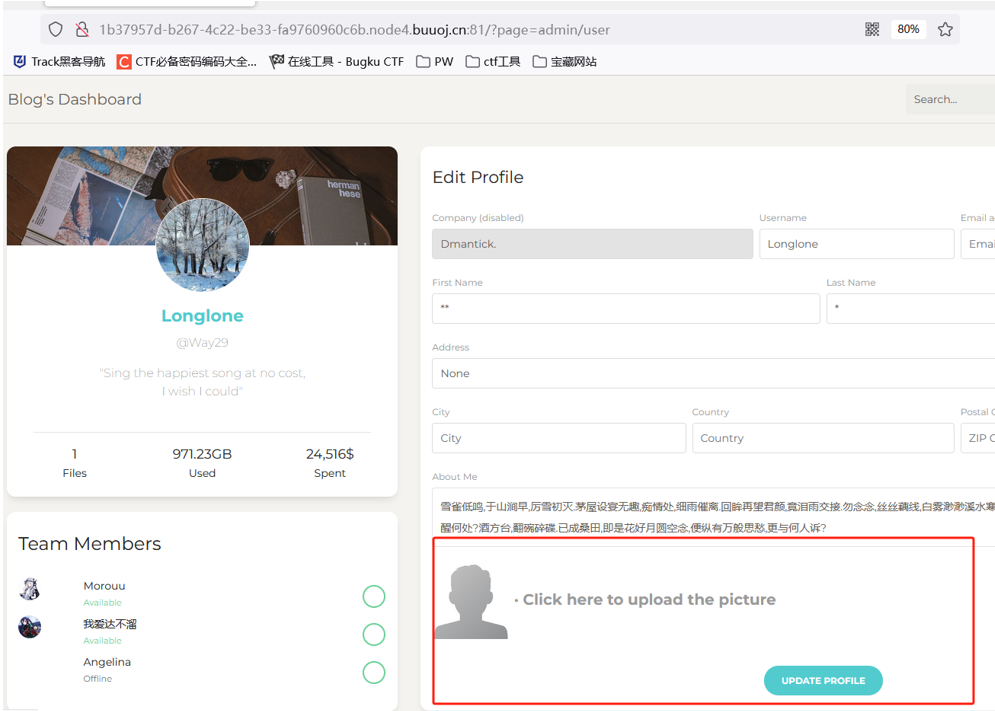 1b37957d-b267-4c22-be33-fa9760960c6b.node4.buuoj.cn:81/?page=admin/user
80%
Track黑客导航
CTF必备密码编码大全...
在线工具 - Bugku CTF
PW
ctf工具
宝藏网站
Blog's Dashboard
Search...
herman
hese
Longlone
@Way29
"Sing the happiest song at no cost,
I wish I could"
1
971.23GB
24,516$
Files
Used
Spent
Team Members
Morouu
Available
我爱达不溜
Available
Angelina
Offline
Edit Profile
Company (disabled)
Username
Email a
Dmantick.
Longlone
Emai
First Name
Last Name
**
*
Address
None
City
Country
Postal C
City
Country
ZIP C
About Me
雪雀低鸣,于山涧早,厉雪初灭.茅屋设宴无趣,痴情处,细雨催离.回眸再望君颜,竟泪雨交接.勿念念,丝丝藕线,白雾渺渺溪水寒
醒何处?酒方台,翻碗碎碟.已成桑田,即是花好月圆空念,便纵有万般思愁,更与何人诉?
· Click here to upload the picture
UPDATE PROFILE